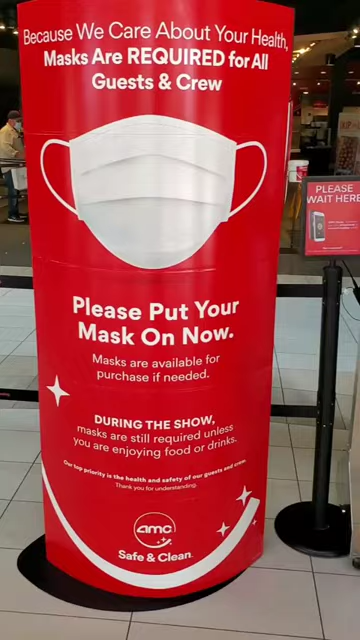 Because We Care About Your Health,
Masks Are REQUIRED for All
Guests & Crew
Please Put Your
Mask On Now.
Masks are available for
purchase if needed.
DURING THE SHOW,
masks are still required unless
you are enjoying food or drinks.
Our top priority is the health and safety of our guests and crew.
Thank you for understanding.
amc
Safe & Clean
PLEASE
WAIT HERE